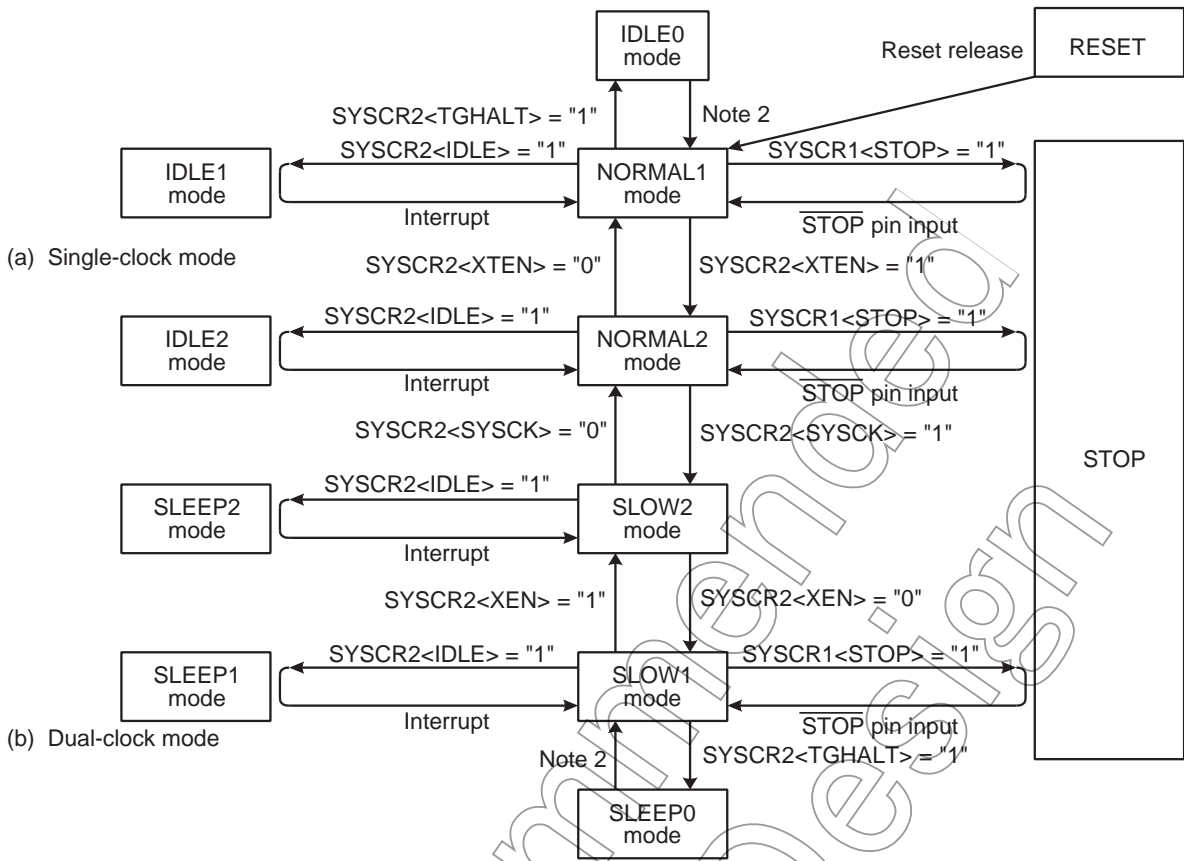 IDLE0
mode
Reset release
RESET
SYSCR2<TGHALT> = "1"
Note 2
SYSCR2<IDLE> = "1"
SYSCR1<STOP> = "1"
IDLE1
mode
NORMAL1
mode
Interrupt
STOP pin input
(a) Single-clock mode
SYSCR2<XTEN> = "0"
SYSCR2<XTEN> = "1"
SYSCR2<IDLE> = "1"
SYSCR1<STOP> = "1"
IDLE2
mode
NORMAL2
mode
Interrupt
STOP pin input
SYSCR2<SYSCK> = "0"
SYSCR2<SYSCK> = "1"
STOP
SYSCR2<IDLE> = "1"
SLEEP2
mode
SLOW2
mode
Interrupt
SYSCR2<XEN> = "1"
SYSCR2<XEN> = "0"
SYSCR2<IDLE> = "1"
SYSCR1<STOP> = "1"
SLEEP1
mode
SLOW1
mode
Interrupt
STOP pin input
(b) Dual-clock mode
Note 2
SYSCR2<TGHALT> = "1"
SLEEP0
mode
mmended
Design